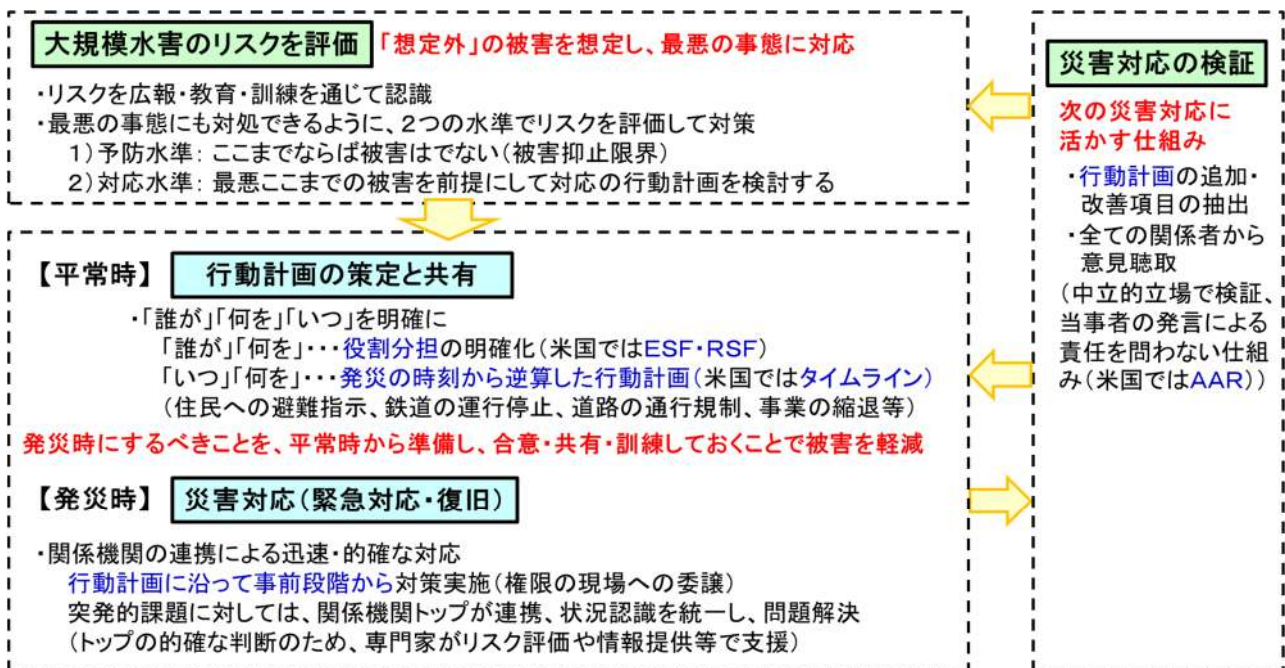 大規模水害のリスクを評価
「想定外」の被害を想定し、最悪の事態に対応
・リスクを広報・教育・訓練を通じて認識
・最悪の事態にも対処できるように、2つの水準でリスクを評価して対策
1)予防水準: ここまでならば被害はでない(被害抑止限界)
2)対応水準: 最悪ここまでの被害を前提にして対応の行動計画を検討する
【平常時】
行動計画の策定と共有
・「誰が」「何を」「いつ」を明確に
「誰が」「何を」・・・役割分担の明確化(米国ではESF・RSF)
「いつ」「何を」・・・発災の時刻から逆算した行動計画(米国ではタイムライン)
(住民への避難指示、鉄道の運行停止、道路の通行規制、事業の縮退等)
発災時にするべきことを、平常時から準備し、合意・共有・訓練しておくことで被害を軽減
【発災時】
災害対応(緊急対応・復旧)
・関係機関の連携による迅速・的確な対応
行動計画に沿って事前段階から対策実施(権限の現場への委譲)
突発的課題に対しては、関係機関トップが連携、状況認識を統一し、問題解決
(トップの的確な判断のため、専門家がリスク評価や情報提供等で支援)
災害対応の検証
次の災害対応に
活かす仕組み
・行動計画の追加・
改善項目の抽出
・全ての関係者から
意見聴取
(中立的立場で検証、
当事者の発言による
責任を問わない仕組
み(米国ではAAR))